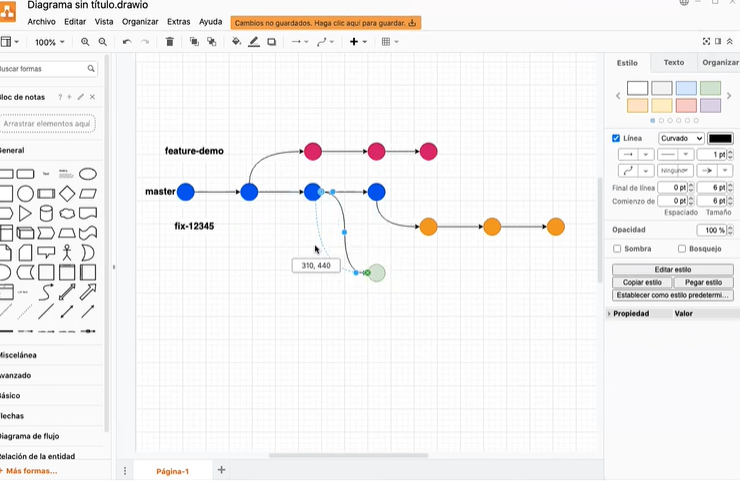 Diagrama sin título.drawio
Archivo Editar Vista Organizar Extras Ayuda
Cambios no guardados. Haga clic aquí para guardar.
100%
uscar formas
loc de notas
Arrastrar elementos aquí
eneral
Text
iscelánea
vanzado
ásico
lechas
iagrama de flujo
elación de la entidad
+ Más formas...
feature-demo
master
fix-12345
310, 440
Página-1
Estilo Texto Organizar
Línea Curvado
1 pt
Ninguno
Final de línea 0 pt 6 pt
Comienzo de 0 pt 6 pt
Espaciado Tamaño
Opacidad 100 %
Sombra Bosquejo
Editar estilo
Copiar estilo Pegar estilo
Establecer como estilo predetermi...
Propiedad Valor